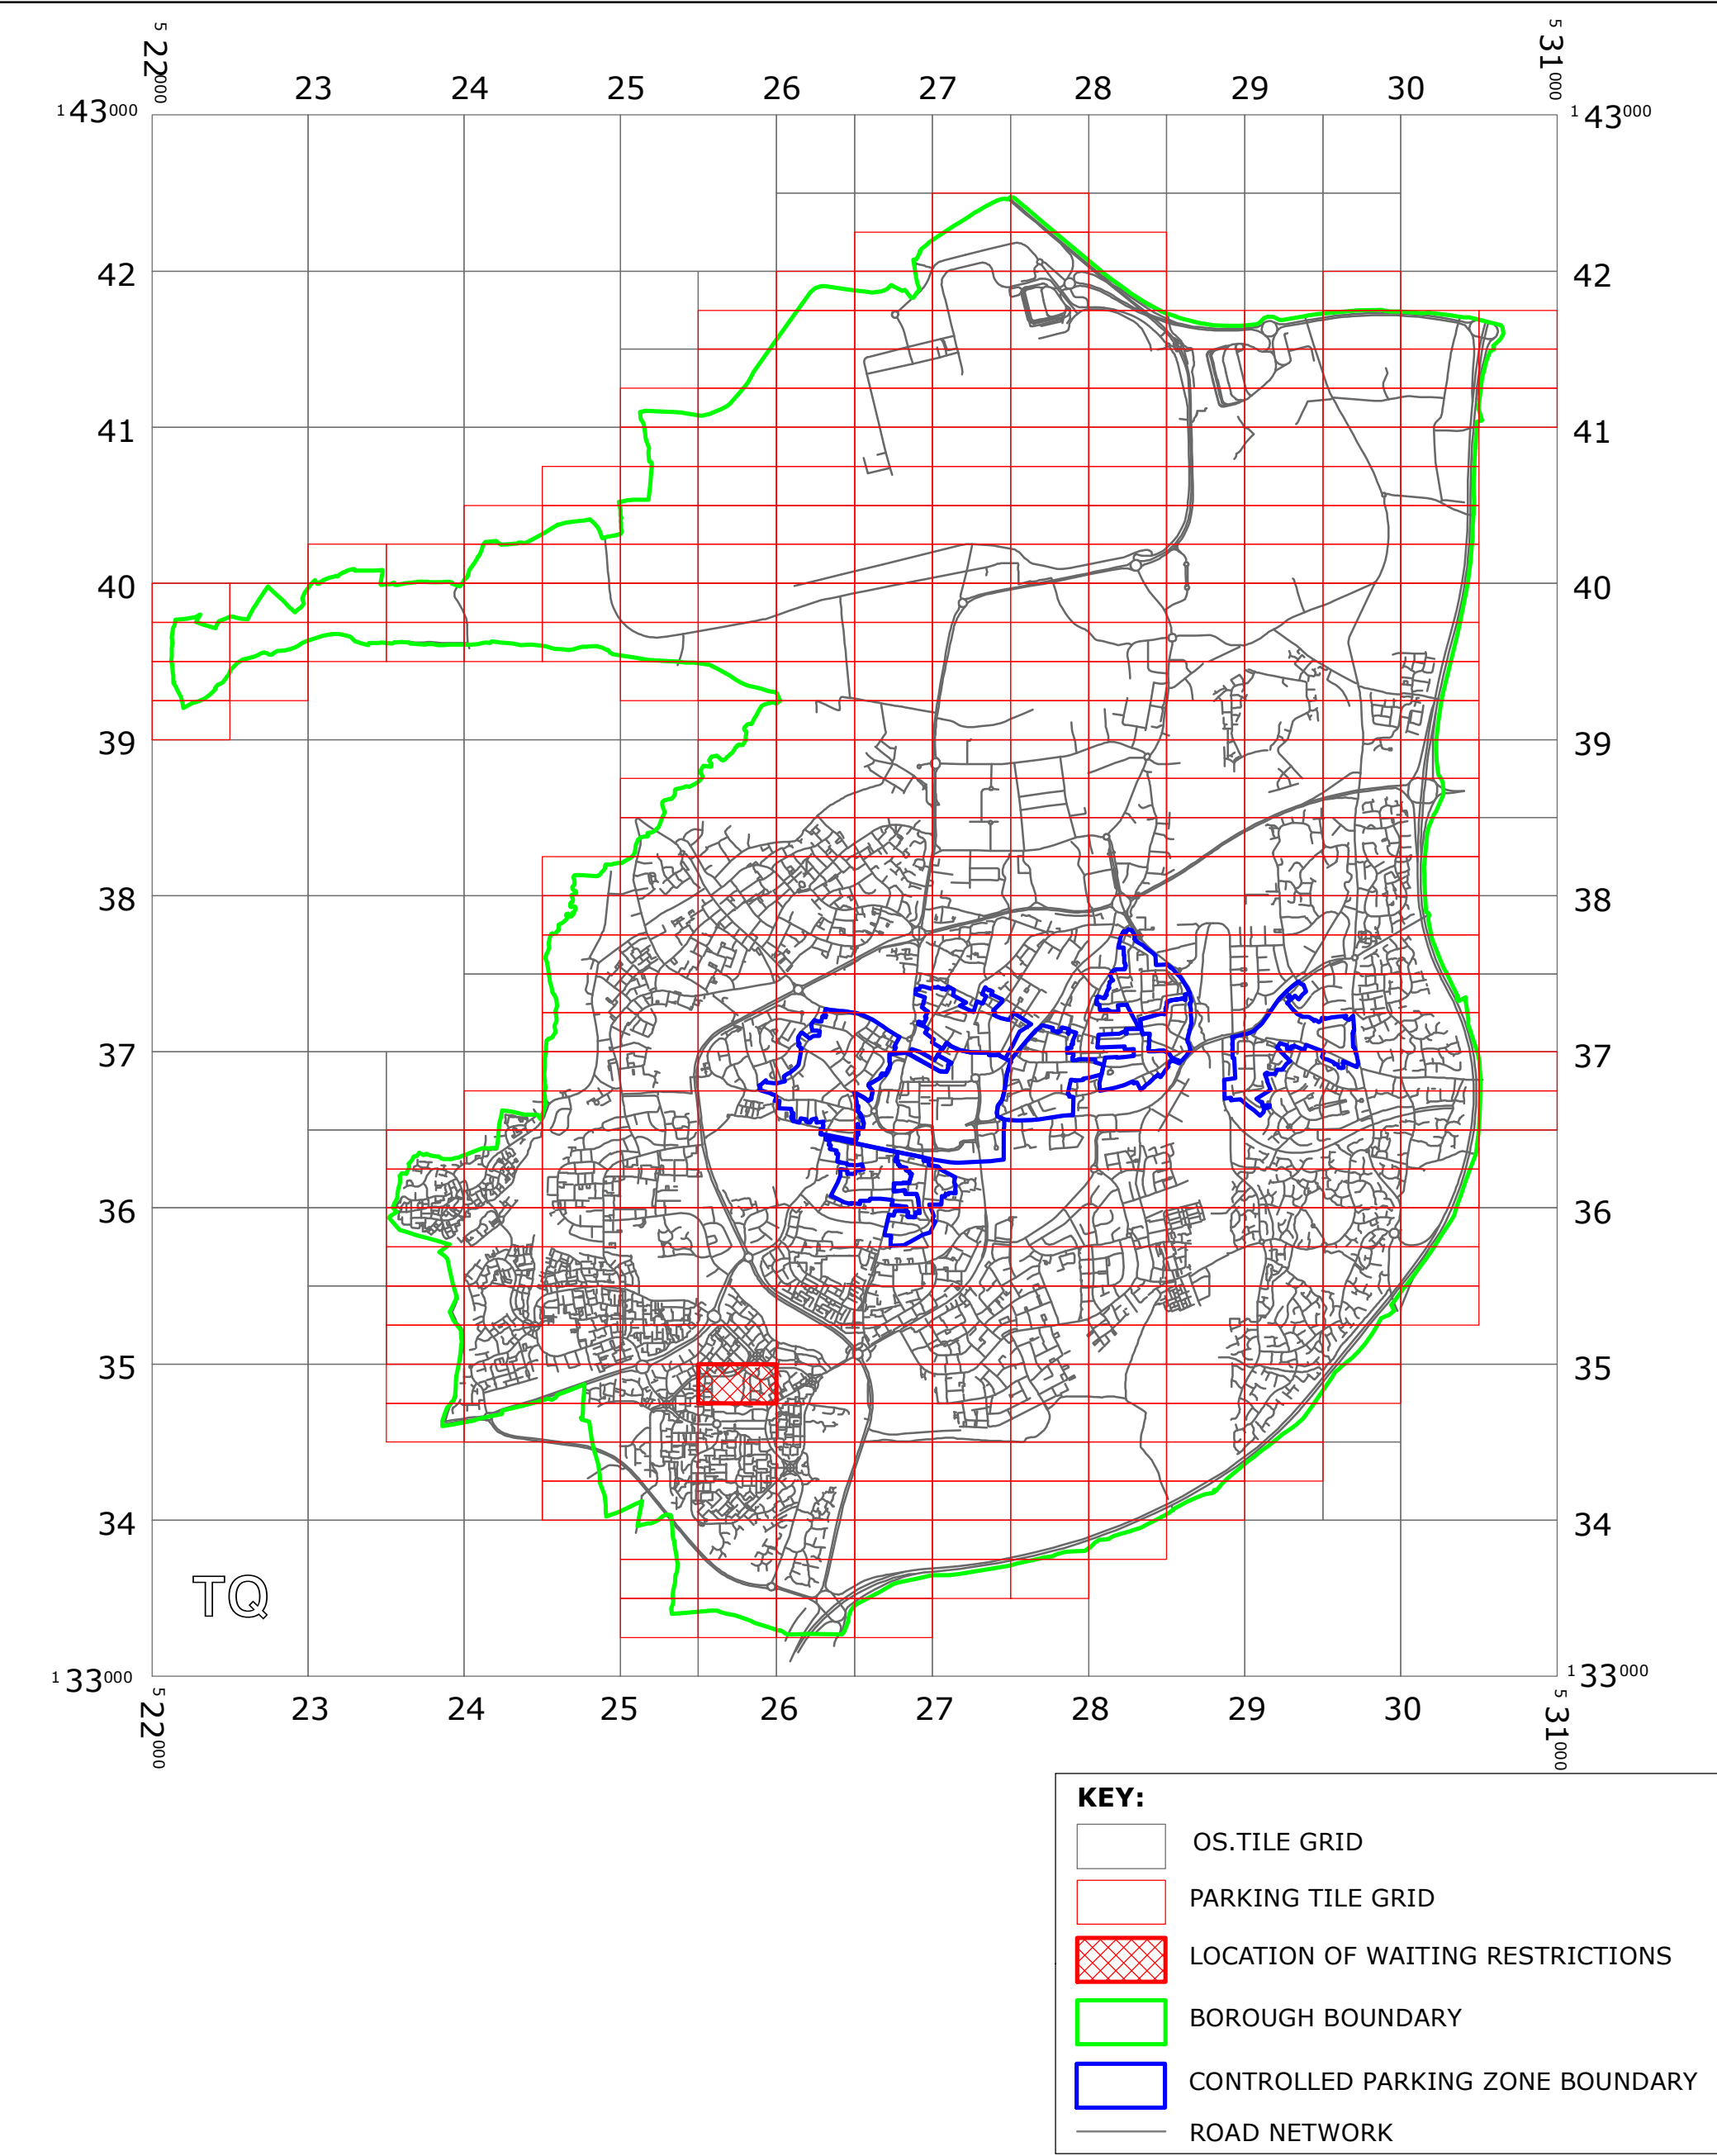 5 22000
5 31000
23 24 25 26 27 28 29 30
1 43000
1 43000
42 42
41 41
40 40
39 39
38 38
37 37
36 36
35 35
34 34
TQ
1 33000
1 33000
23 24 25 26 27 28 29 30
5 22000
5 31000
KEY:
OS.TILE GRID
PARKING TILE GRID
LOCATION OF WAITING RESTRICTIONS
BOROUGH BOUNDARY
CONTROLLED PARKING ZONE BOUNDARY
ROAD NETWORK